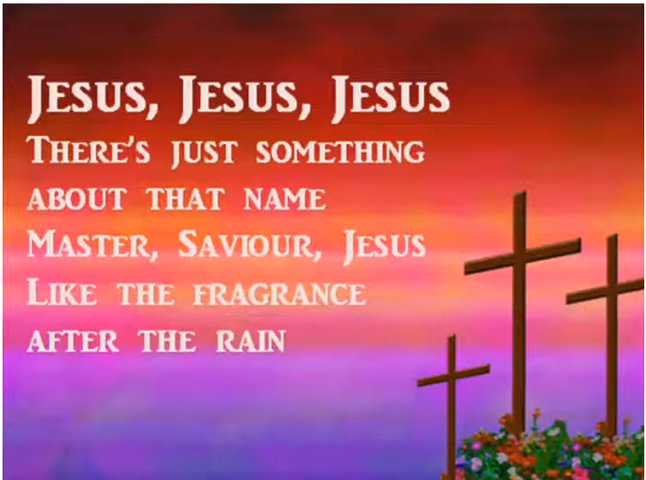 Jesus, Jesus, Jesus
There's just something
about that name
Master, Saviour, Jesus
Like the fragrance
after the rain